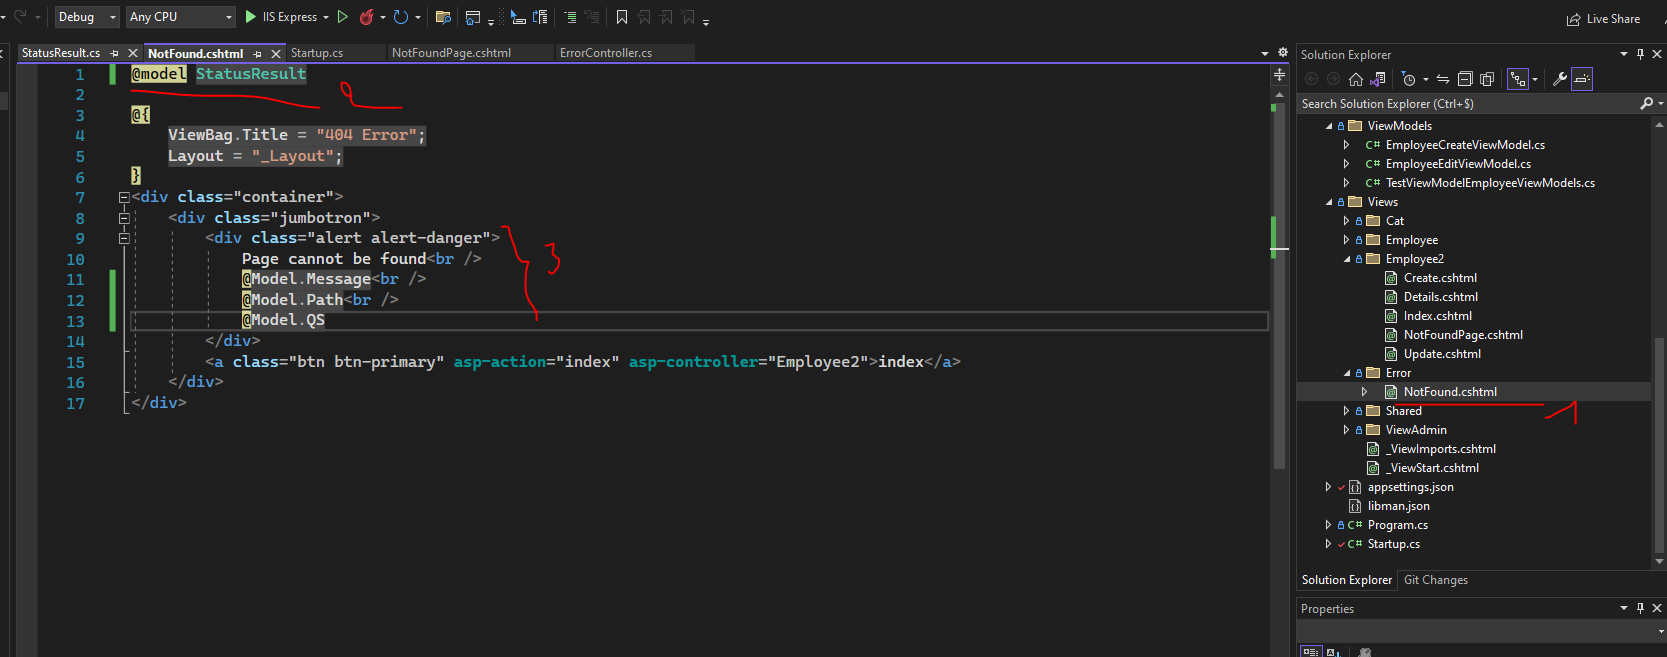 Debug Any CPU IIS Express Live Share
StatusResult.cs NotFound.cshtml Startup.cs NotFoundPage.cshtml ErrorController.cs
1 @model StatusResult
2
3 @{
4 ViewBag.Title = "404 Error";
5 Layout = "_Layout";
6 }
7 <div class="container">
8 <div class="jumbotron">
9 <div class="alert alert-danger">
10 Page cannot be found<br />
11 @Model.Message<br />
12 @Model.Path<br />
13 @Model.QS
14 </div>
15 <a class="btn btn-primary" asp-action="index" asp-controller="Employee2">index</a>
16 </div>
17 </div>
2
3
Solution Explorer
Search Solution Explorer (Ctrl+$)
ViewModels
C# EmployeeCreateViewModel.cs
C# EmployeeEditViewModel.cs
C# TestViewModelEmployeeViewModels.cs
Views
Cat
Employee
Employee2
Create.cshtml
Details.cshtml
Index.cshtml
NotFoundPage.cshtml
Update.cshtml
Error
NotFound.cshtml
1
Shared
ViewAdmin
_ViewImports.cshtml
_ViewStart.cshtml
appsettings.json
libman.json
C# Program.cs
C# Startup.cs
Solution Explorer Git Changes
Properties